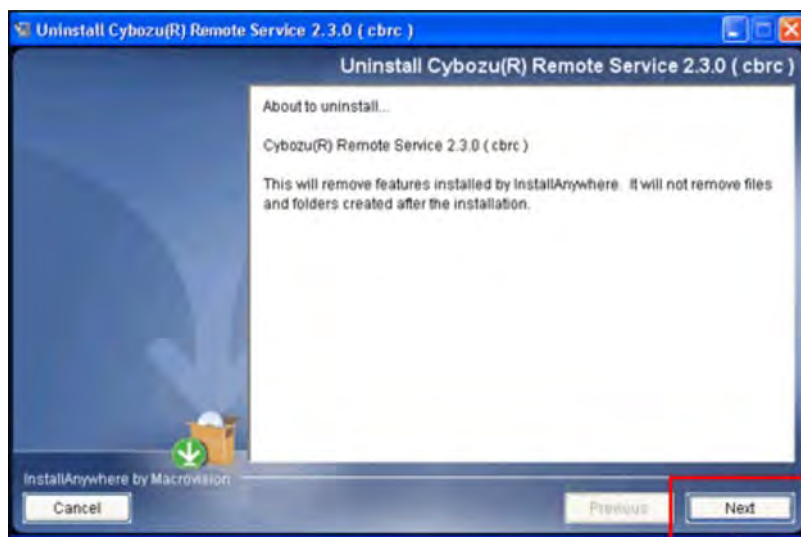 Uninstall Cybozu(R) Remote Service 2.3.0 ( cbrc )
Uninstall Cybozu(R) Remote Service 2.3.0 ( cbrc )
About to uninstall...
Cybozu(R) Remote Service 2.3.0 ( cbrc )
This will remove features installed by InstallAnywhere. It will not remove files
and folders created after the installation.
InstallAnywhere by Macrovision
Cancel
Previous
Next